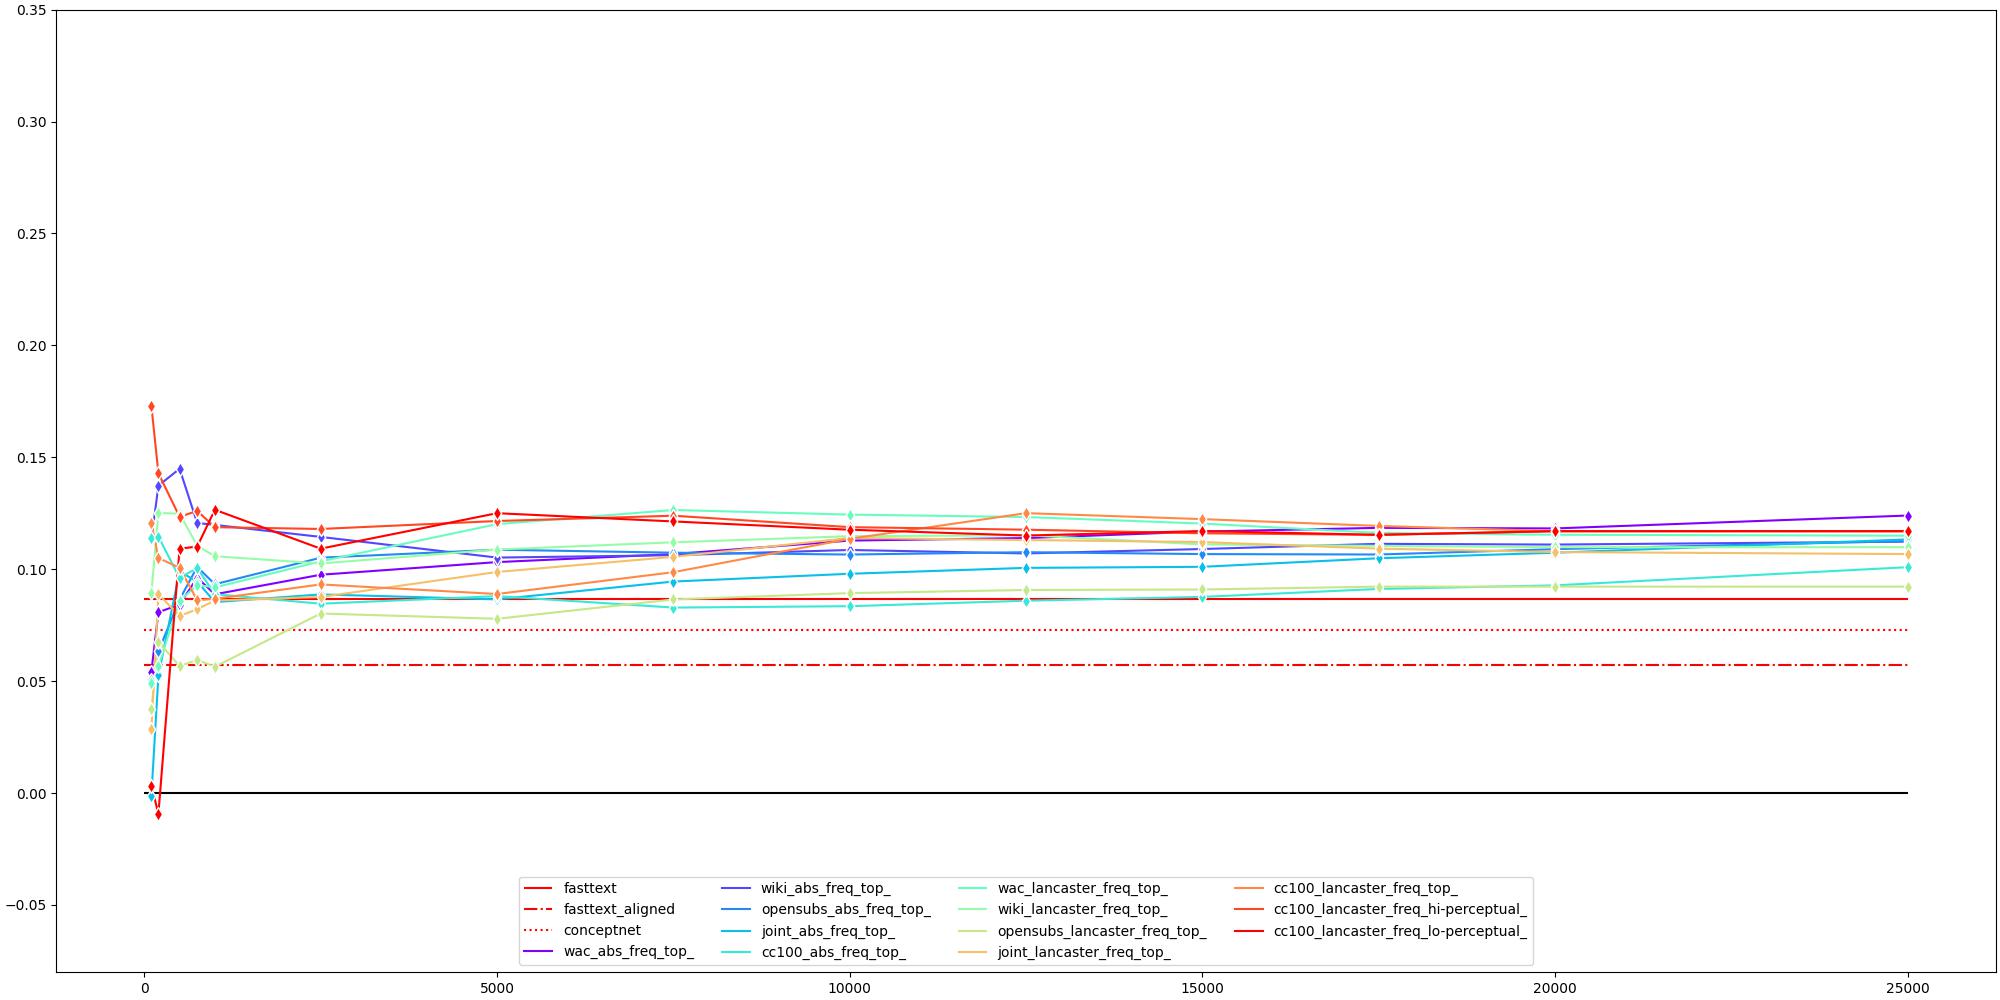 0.35
0.30
0.25
0.20
0.15
0.10
0.05
0.00
−0.05
fasttext
fasttext_aligned
conceptnet
wac_abs_freq_top_
wiki_abs_freq_top_
opensubs_abs_freq_top_
joint_abs_freq_top_
cc100_abs_freq_top_
wac_lancaster_freq_top_
wiki_lancaster_freq_top_
opensubs_lancaster_freq_top_
joint_lancaster_freq_top_
cc100_lancaster_freq_top_
cc100_lancaster_freq_hi-perceptual_
cc100_lancaster_freq_lo-perceptual_
0 5000 10000 15000 20000 25000